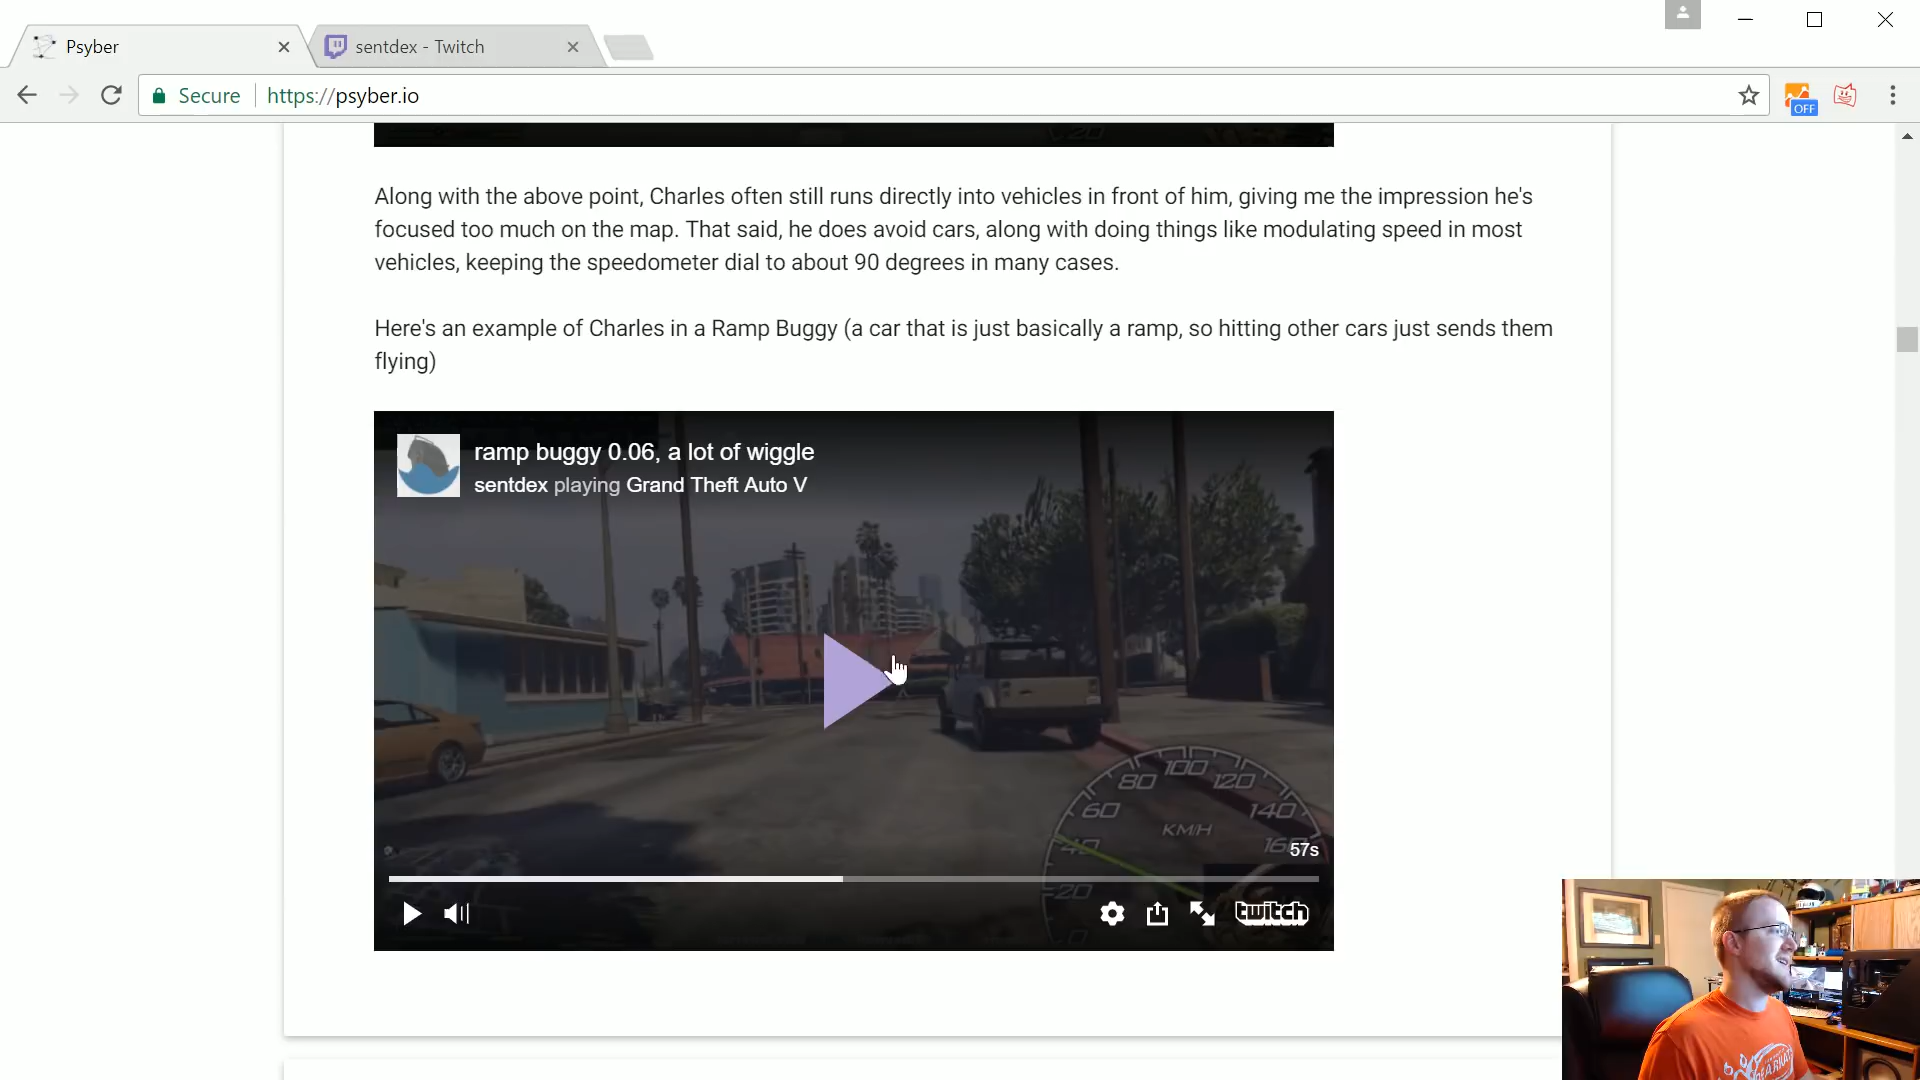 Psyber
sentdex - Twitch
Secure
https://psyber.io
OFF
Along with the above point, Charles often still runs directly into vehicles in front of him, giving me the impression he's
focused too much on the map. That said, he does avoid cars, along with doing things like modulating speed in most
vehicles, keeping the speedometer dial to about 90 degrees in many cases.
Here's an example of Charles in a Ramp Buggy (a car that is just basically a ramp, so hitting other cars just sends them
flying)
ramp buggy 0.06, a lot of wiggle
sentdex playing Grand Theft Auto V
0 20 40 60 80 100 120 140 160
KM/H
57s
twitch